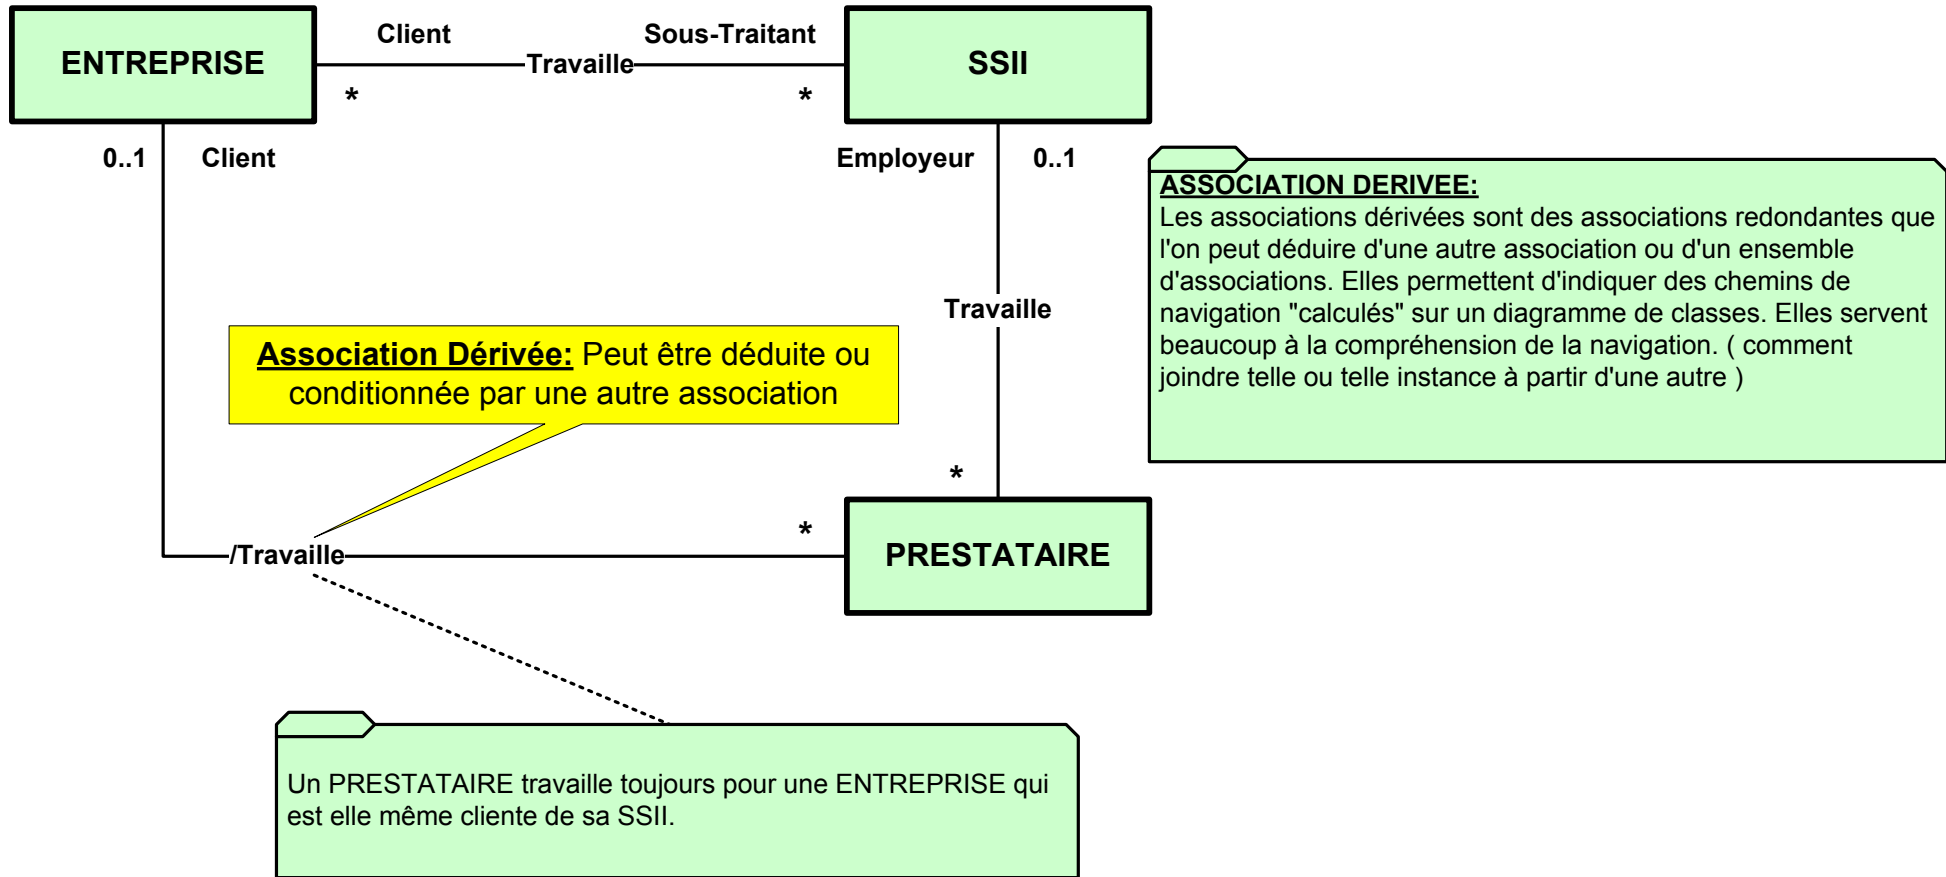 Client
Sous-Traitant
ENTREPRISE
Travaille
SSII
*
*
0..1
Client
Employeur
0..1
ASSOCIATION DERIVEE:
Les associations dérivées sont des associations redondantes que
l'on peut déduire d'une autre association ou d'un ensemble
d'associations. Elles permettent d'indiquer des chemins de
navigation "calculés" sur un diagramme de classes. Elles servent
beaucoup à la compréhension de la navigation. ( comment
joindre telle ou telle instance à partir d'une autre )
Travaille
Association Dérivée: Peut être déduite ou
conditionnée par une autre association
*
*
/Travaille
PRESTATAIRE
Un PRESTATAIRE travaille toujours pour une ENTREPRISE qui
est elle même cliente de sa SSII.